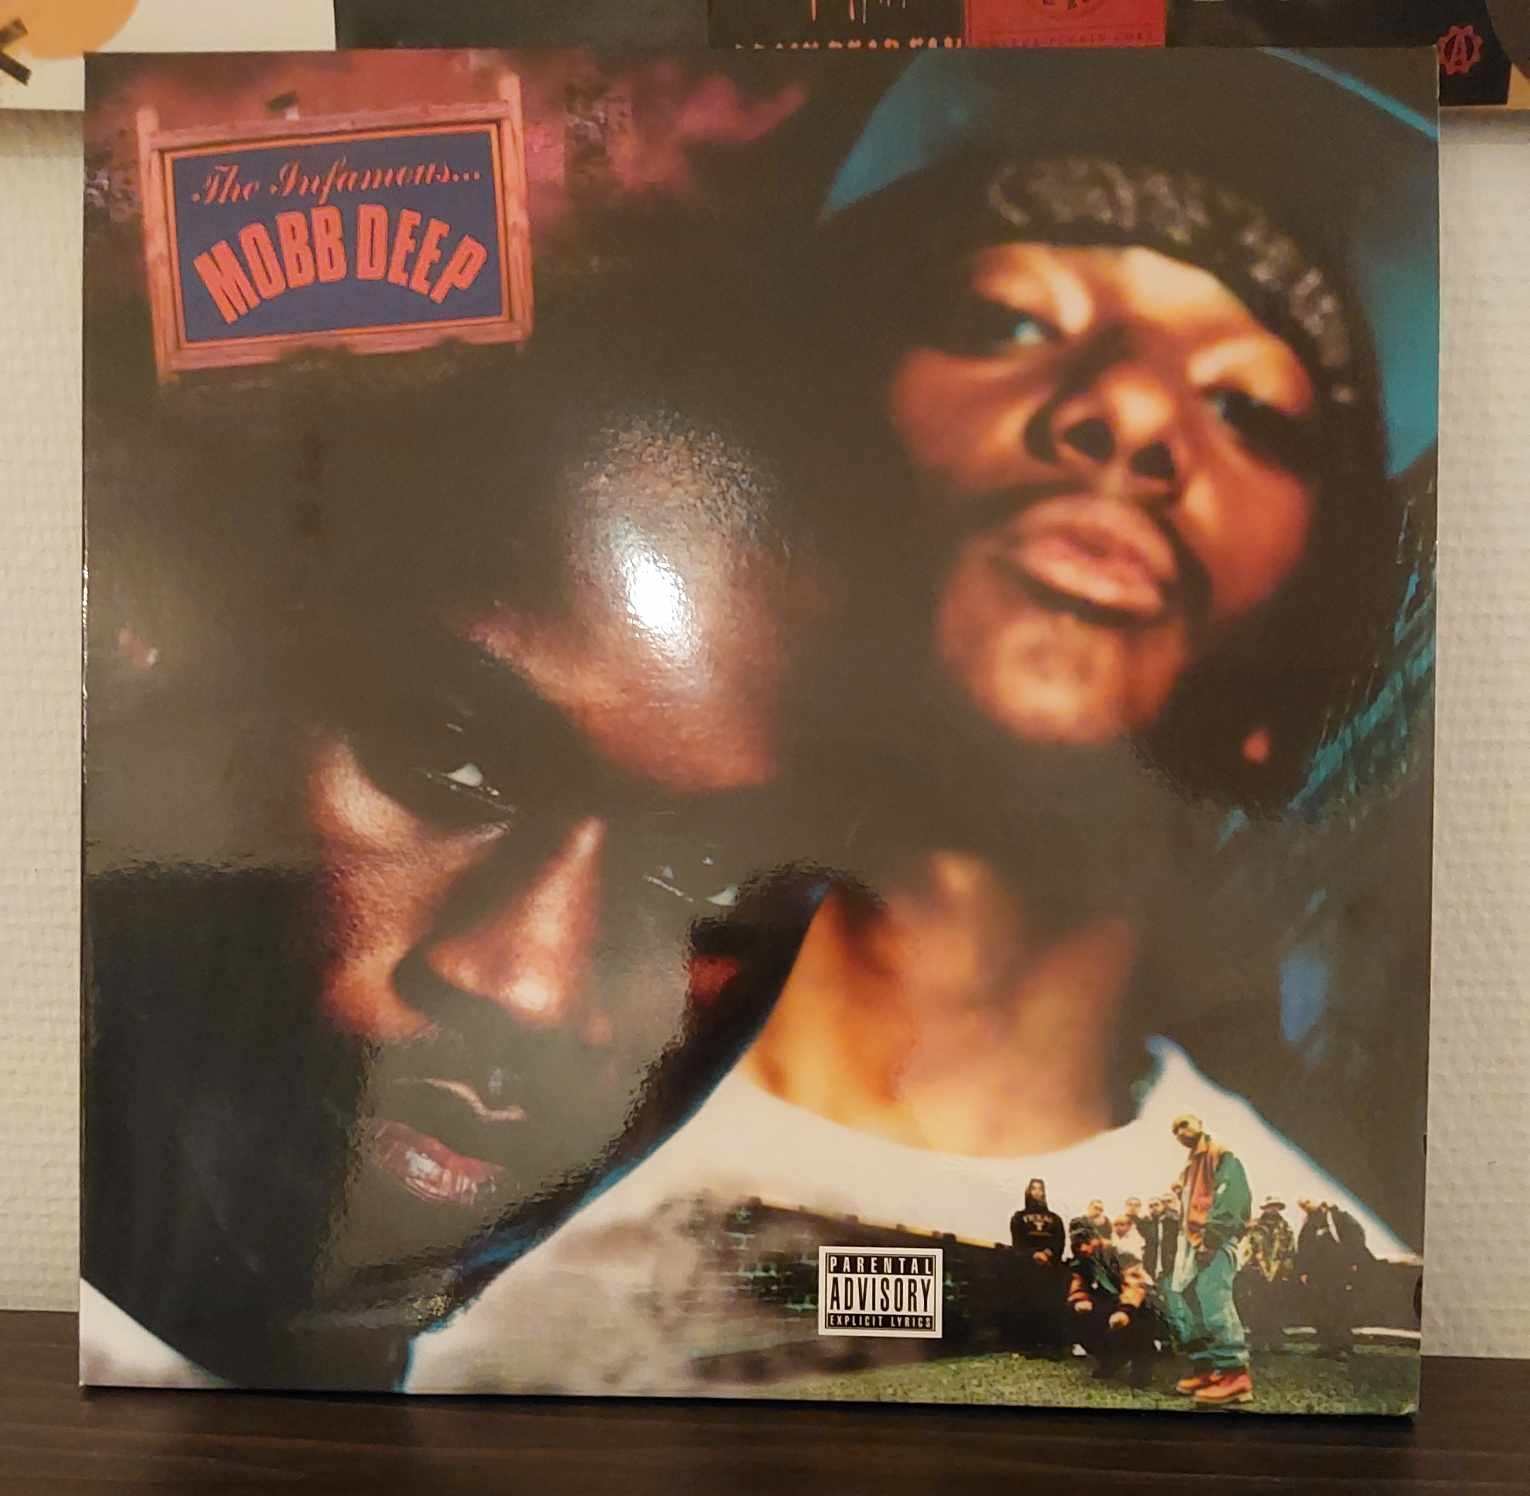 The Infamous...
MOBB DEEP
PARENTAL
ADVISORY
EXPLICIT LYRICS